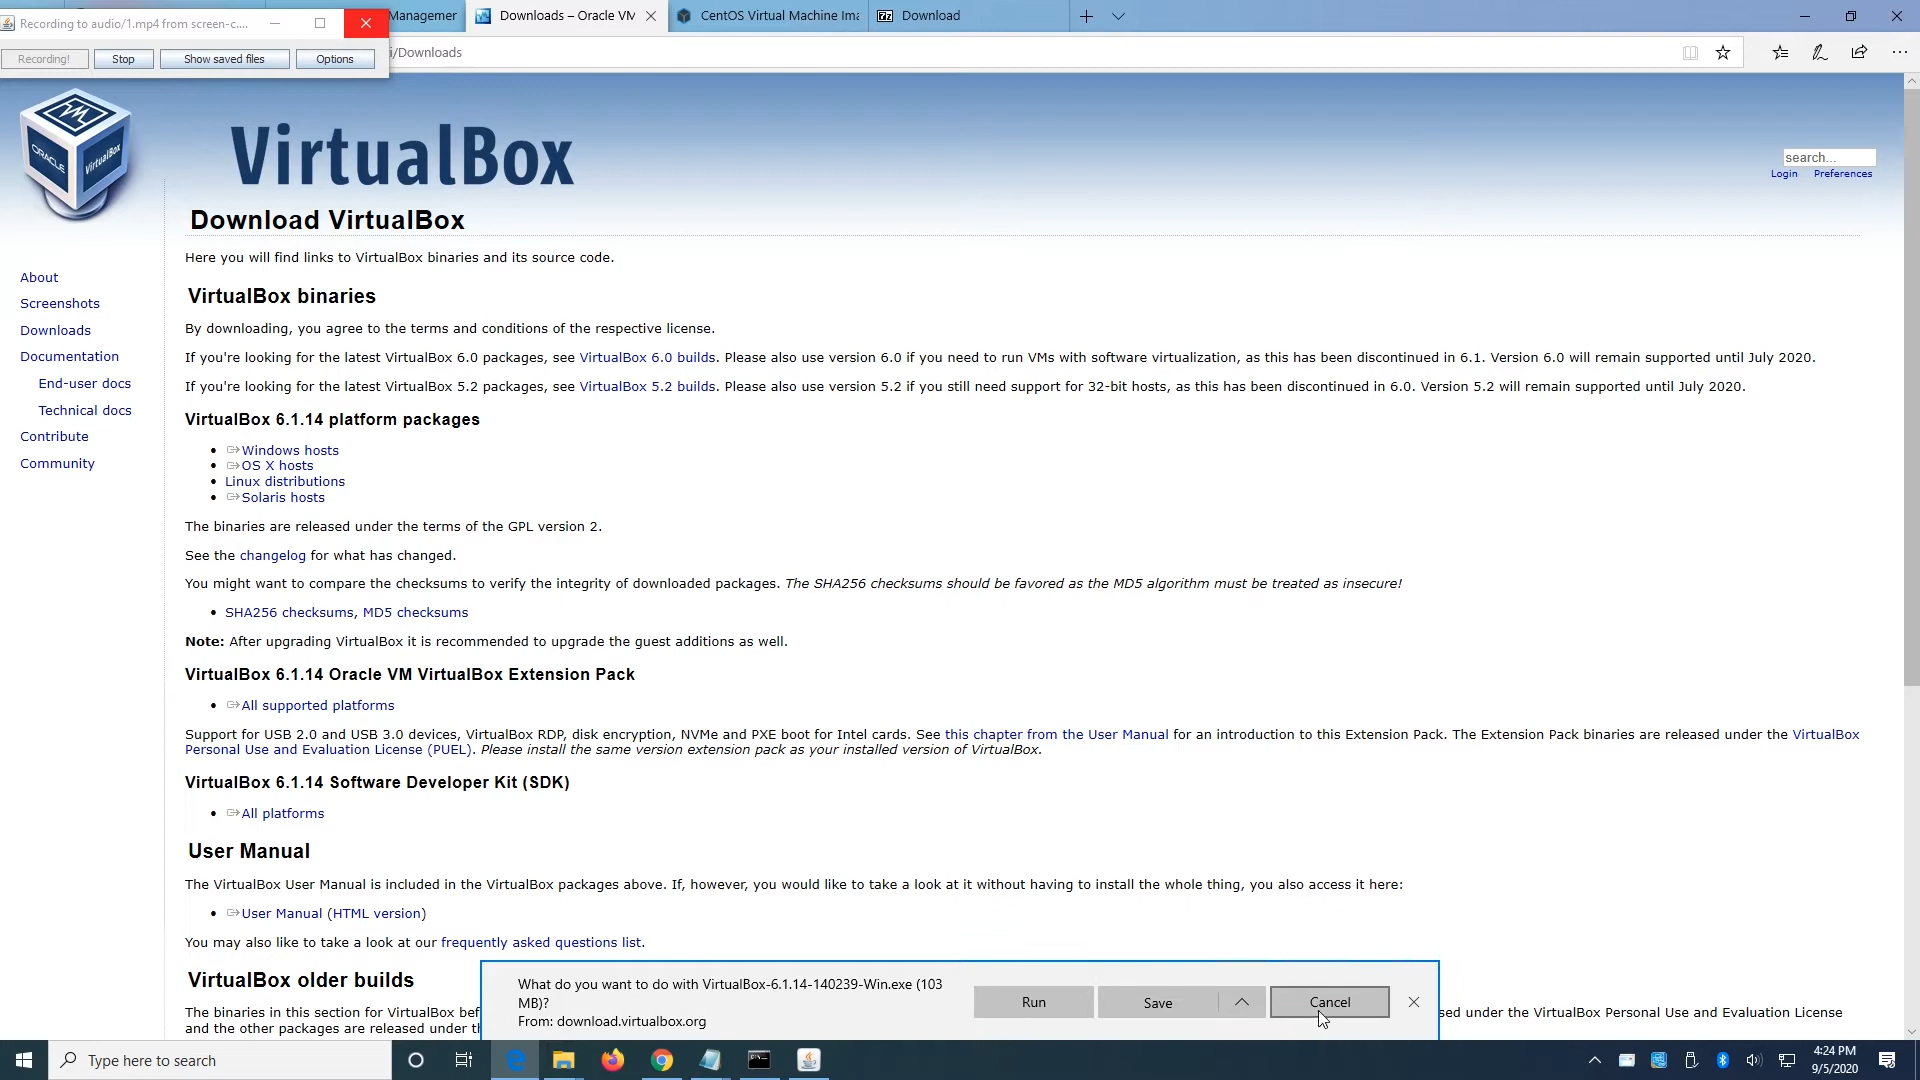 Recording to audio/1.mp4 from screen-c....
Managemer
Downloads – Oracle VM
CentOS Virtual Machine Ima
Download
Recording!
Stop
Show saved files
Options
i/Downloads
ORACLE
VirtualBox
VirtualBox
search...
Login
Preferences
Download VirtualBox
Here you will find links to VirtualBox binaries and its source code.
About
Screenshots
Downloads
Documentation
End-user docs
Technical docs
Contribute
Community
VirtualBox binaries
By downloading, you agree to the terms and conditions of the respective license.
If you're looking for the latest VirtualBox 6.0 packages, see VirtualBox 6.0 builds. Please also use version 6.0 if you need to run VMs with software virtualization, as this has been discontinued in 6.1. Version 6.0 will remain supported until July 2020.
If you're looking for the latest VirtualBox 5.2 packages, see VirtualBox 5.2 builds. Please also use version 5.2 if you still need support for 32-bit hosts, as this has been discontinued in 6.0. Version 5.2 will remain supported until July 2020.
VirtualBox 6.1.14 platform packages
• Windows hosts
• OS X hosts
• Linux distributions
• Solaris hosts
The binaries are released under the terms of the GPL version 2.
See the changelog for what has changed.
You might want to compare the checksums to verify the integrity of downloaded packages. The SHA256 checksums should be favored as the MD5 algorithm must be treated as insecure!
• SHA256 checksums, MD5 checksums
Note: After upgrading VirtualBox it is recommended to upgrade the guest additions as well.
VirtualBox 6.1.14 Oracle VM VirtualBox Extension Pack
• All supported platforms
Support for USB 2.0 and USB 3.0 devices, VirtualBox RDP, disk encryption, NVMe and PXE boot for Intel cards. See this chapter from the User Manual for an introduction to this Extension Pack. The Extension Pack binaries are released under the VirtualBox
Personal Use and Evaluation License (PUEL). Please install the same version extension pack as your installed version of VirtualBox.
VirtualBox 6.1.14 Software Developer Kit (SDK)
• All platforms
User Manual
The VirtualBox User Manual is included in the VirtualBox packages above. If, however, you would like to take a look at it without having to install the whole thing, you also access it here:
• User Manual (HTML version)
You may also like to take a look at our frequently asked questions list.
VirtualBox older builds
The binaries in this section for VirtualBox bef
sed under the VirtualBox Personal Use and Evaluation License
and the other packages are released under th
What do you want to do with VirtualBox-6.1.14-140239-Win.exe (103
MB)?
From: download.virtualbox.org
Run
Save
Cancel
Type here to search
4:24 PM
9/5/2020